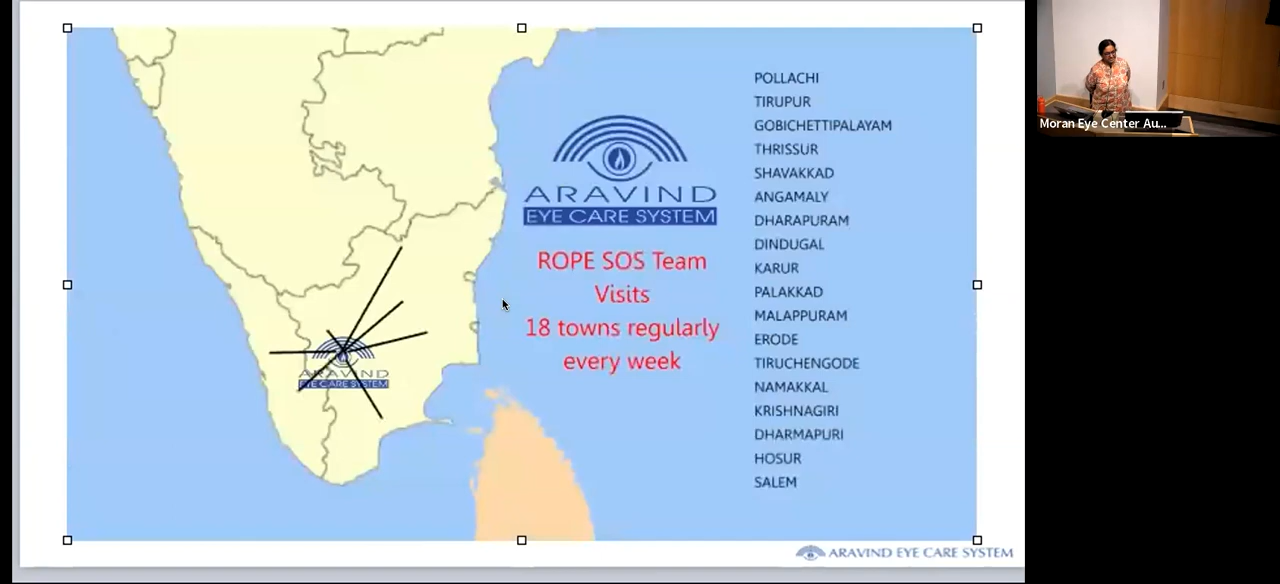 ARAVIND
EYE CARE SYSTEM
ROPE SOS Team
Visits
18 towns regularly
every week
POLLACHI
TIRUPUR
GOBICHETTIPALAYAM
THRISSUR
SHAVAKKAD
ANGAMALY
DHARAPURAM
DINDUGAL
KARUR
PALAKKAD
MALAPPURAM
ERODE
TIRUCHENGODE
NAMAKKAL
KRISHNAGIRI
DHARMAPURI
HOSUR
SALEM
ARAVIND
EYE CARE SYSTEM
ARAVIND EYE CARE SYSTEM
Moran Eye Center Au...